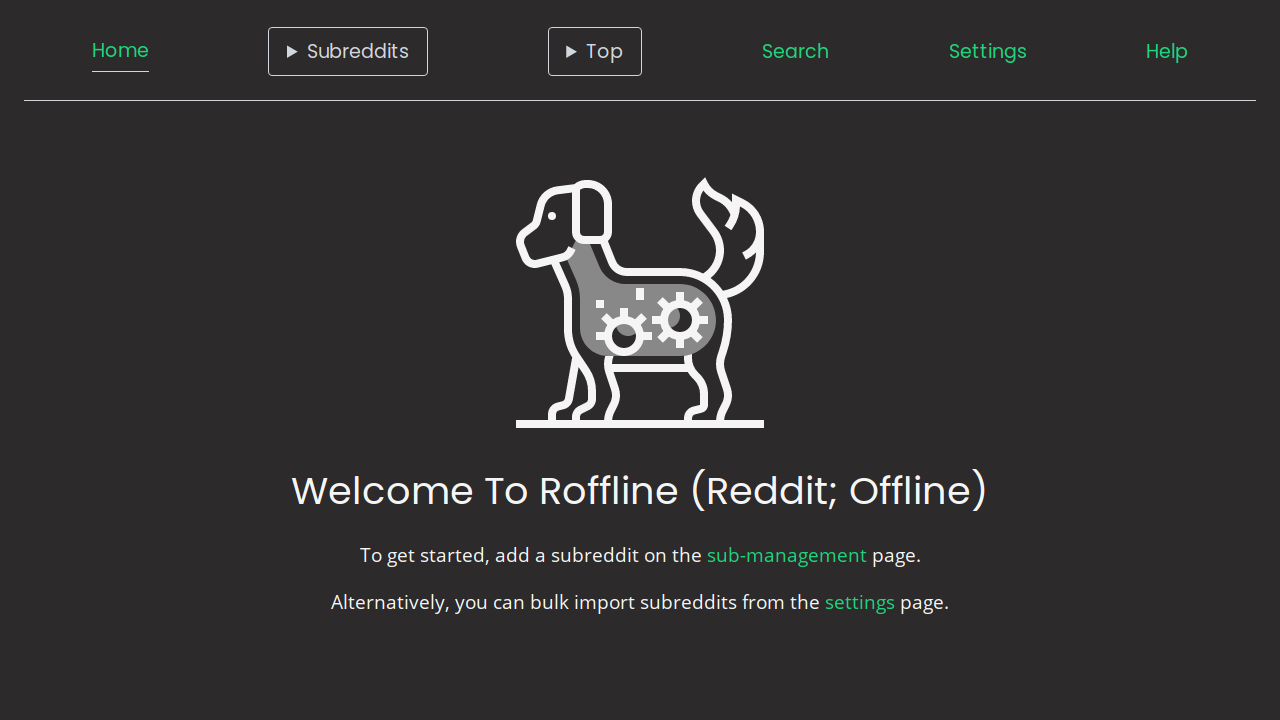 Home
Subreddits
Top
Search
Settings
Help
Welcome To Roffline (Reddit; Offline)
To get started, add a subreddit on the sub-management page.
Alternatively, you can bulk import subreddits from the settings page.